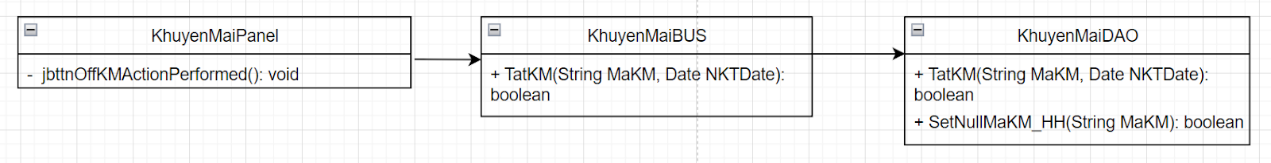 KhuyenMaiPanel
- jbttnOffKMActionPerformed(): void
KhuyenMaiBUS
+ TatKM(String MaKM, Date NKTDate):
boolean
KhuyenMaiDAO
+ TatKM(String MaKM, Date NKTDate):
boolean
+ SetNullMaKM_HH(String MaKM): boolean